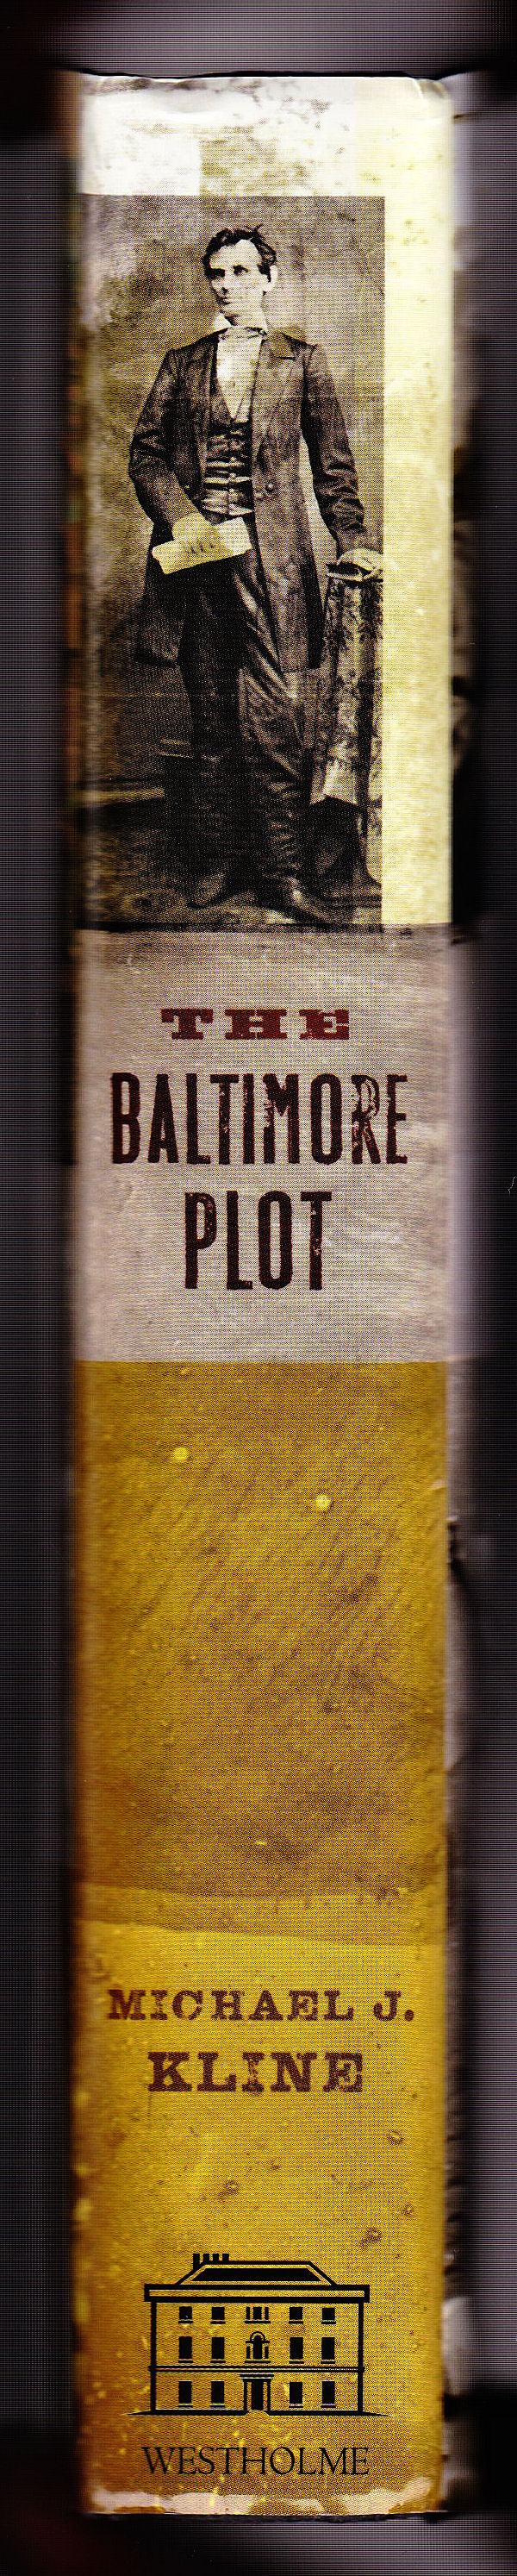 THE
BALTIMORE
PLOT
MICHAEL J.
KLINE
WESTHOLME